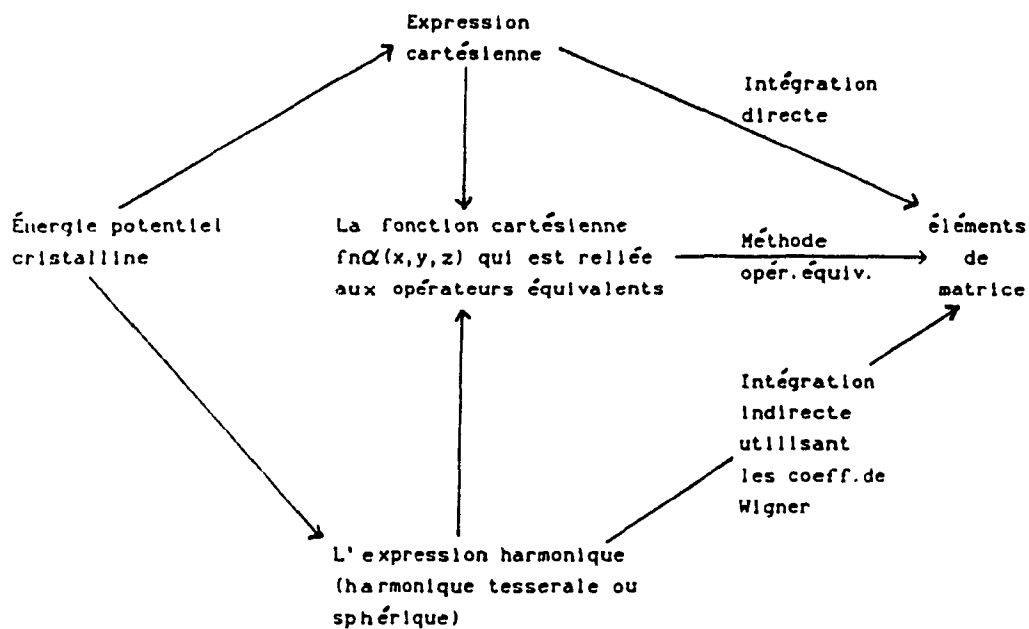 Expression
cartésienne
Intégration
directe
Énergie potentiel
cristalline
La fonction cartésienne
fnα(x,y,z) qui est reliée
aux opérateurs équivalents
Méthode
opér.équiv.
éléments
de
matrice
Intégration
indirecte
utilisant
les coeff.de
Wigner
L'expression harmonique
(harmonique tesserale ou
sphérique)